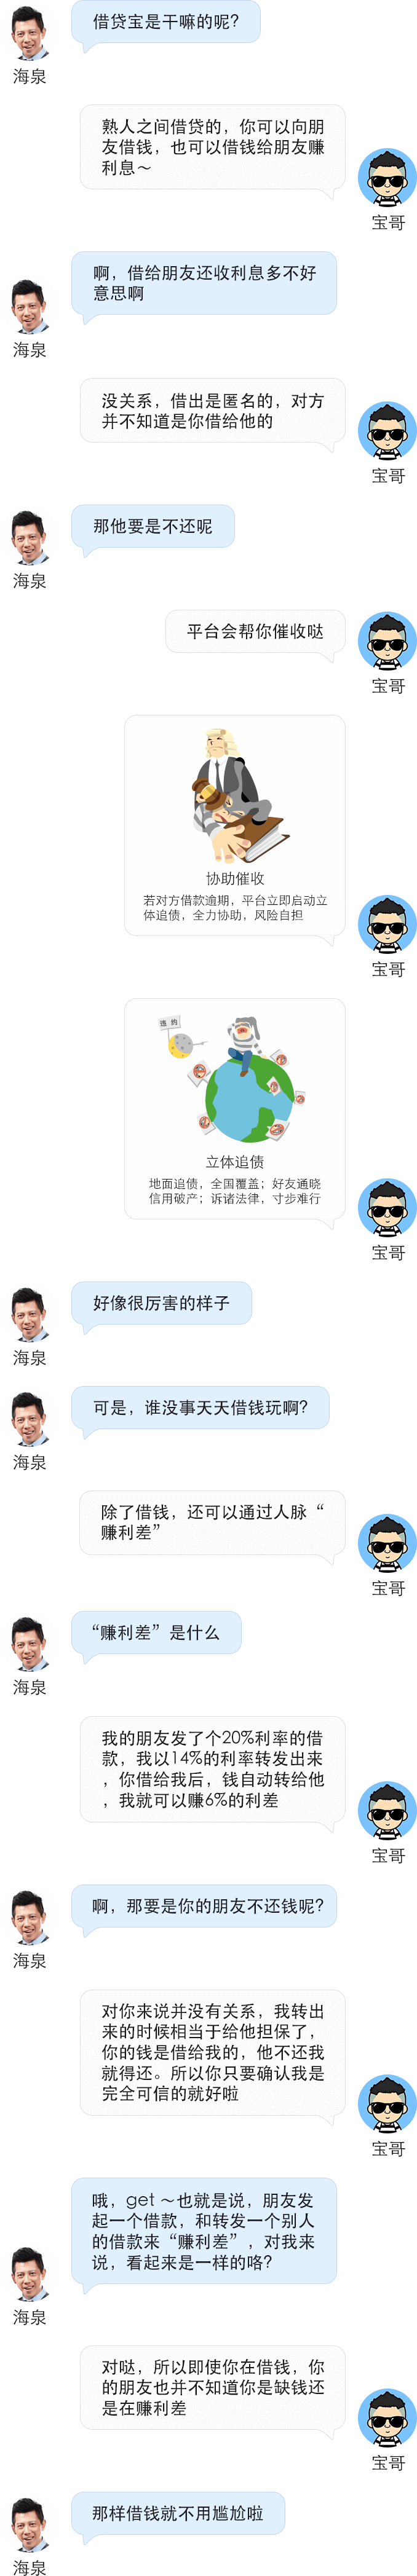 借贷宝是干嘛的呢?
海泉
熟人之间借贷的，你可以向朋
友借钱，也可以借钱给朋友赚
利息～
宝哥
啊，借给朋友还收利息多不好
意思啊
海泉
没关系，借出是匿名的，对方
并不知道是你借给他的
宝哥
那他要是不还呢
海泉
平台会帮你催收哒
宝哥
协助催收
若对方借款逾期，平台立即启动立
体追债，全力协助，风险自担
宝哥
违 约
立体追债
地面追债，全国覆盖；好友通晓
信用破产；诉诸法律，寸步难行
宝哥
好像很厉害的样子
海泉
可是，谁没事天天借钱玩啊?
海泉
除了借钱，还可以通过人脉“
赚利差”
宝哥
“赚利差”是什么
海泉
我的朋友发了个20%利率的借
款，我以14%的利率转发出来
，你借给我后，钱自动转给他
，我就可以赚6%的利差
宝哥
啊，那要是你的朋友不还钱呢?
海泉
对你来说并没有关系，我转出
来的时候相当于给他担保了，
你的钱是借给我的，他不还我
就得还。所以你只要确认我是
完全可信的就好啦
宝哥
哦，get～也就是说，朋友发
起一个借款，和转发一个别人
的借款来“赚利差”，对我来
说，看起来是一样的咯?
海泉
对哒，所以即使你在借钱，你
的朋友也并不知道你是缺钱还
是在赚利差
宝哥
那样借钱就不用尴尬啦
海泉